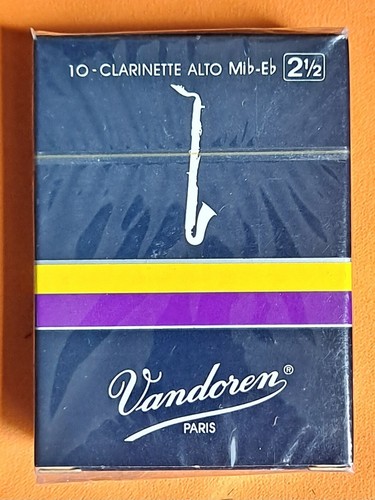 10-CLARINETTE ALTO Mib-Eb 2½
Vandoren®
PARIS